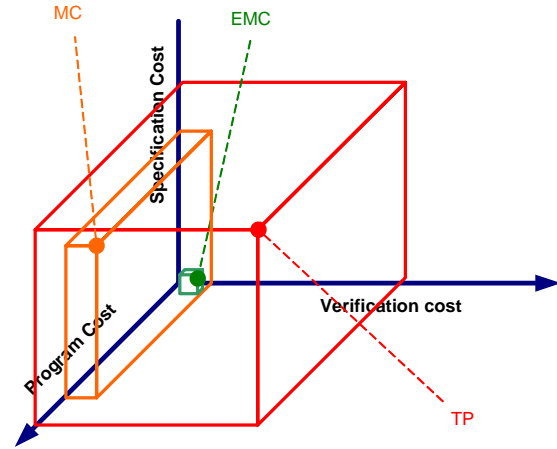 MC
EMC
Specification Cost
Program Cost
Verification cost
TP